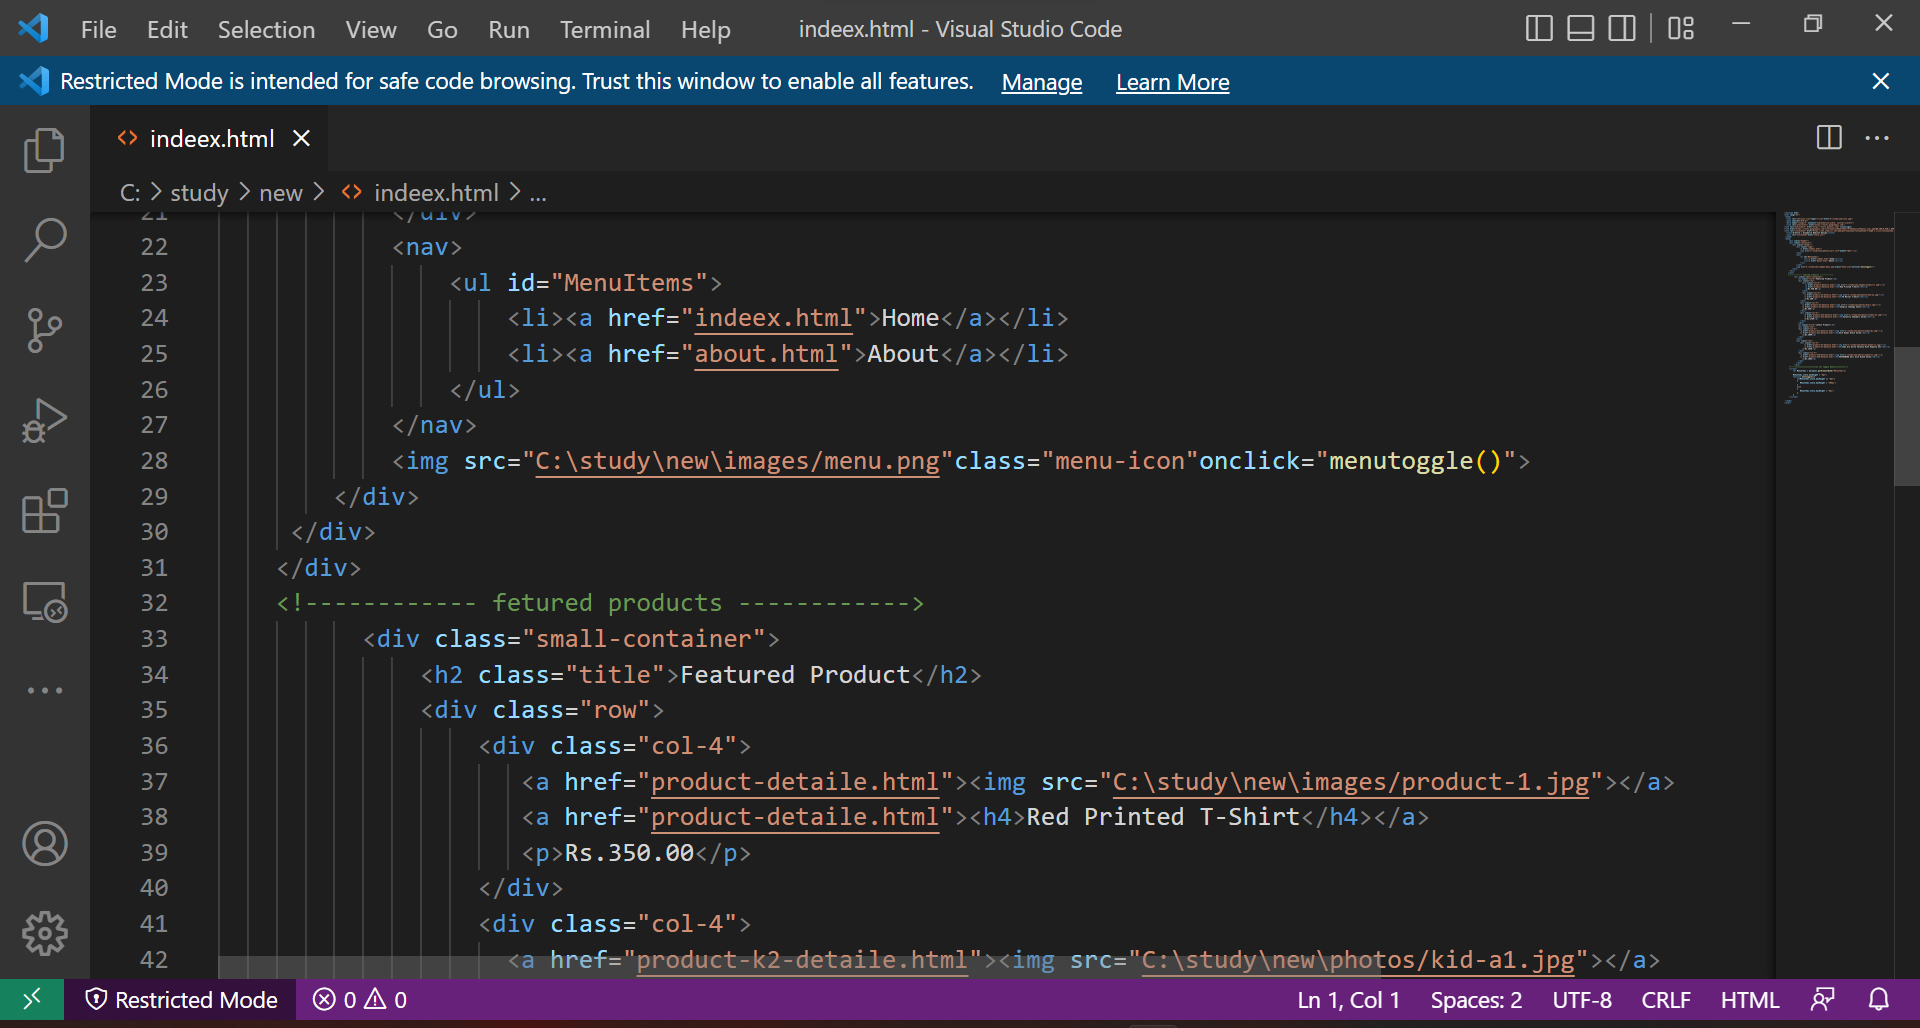 File Edit Selection View Go Run Terminal Help indeex.html - Visual Studio Code
Restricted Mode is intended for safe code browsing. Trust this window to enable all features. Manage Learn More
<> indeex.html
C: > study > new > <> indeex.html > ...
21 </div>
22 <nav>
23 <ul id="MenuItems">
24 <li><a href="indeex.html">Home</a></li>
25 <li><a href="about.html">About</a></li>
26 </ul>
27 </nav>
28 <img src="C:\study\new\images/menu.png"class="menu-icon"onclick="menutoggle()">
29 </div>
30 </div>
31 </div>
32 <!------------ fetured products ------------>
33 <div class="small-container">
34 <h2 class="title">Featured Product</h2>
35 <div class="row">
36 <div class="col-4">
37 <a href="product-detaile.html"><img src="C:\study\new\images/product-1.jpg"></a>
38 <a href="product-detaile.html"><h4>Red Printed T-Shirt</h4></a>
39 <p>Rs.350.00</p>
40 </div>
41 <div class="col-4">
42 <a href="product-k2-detaile.html"><img src="C:\study\new\photos/kid-a1.jpg"></a>
Restricted Mode 0 0 Ln 1, Col 1 Spaces: 2 UTF-8 CRLF HTML